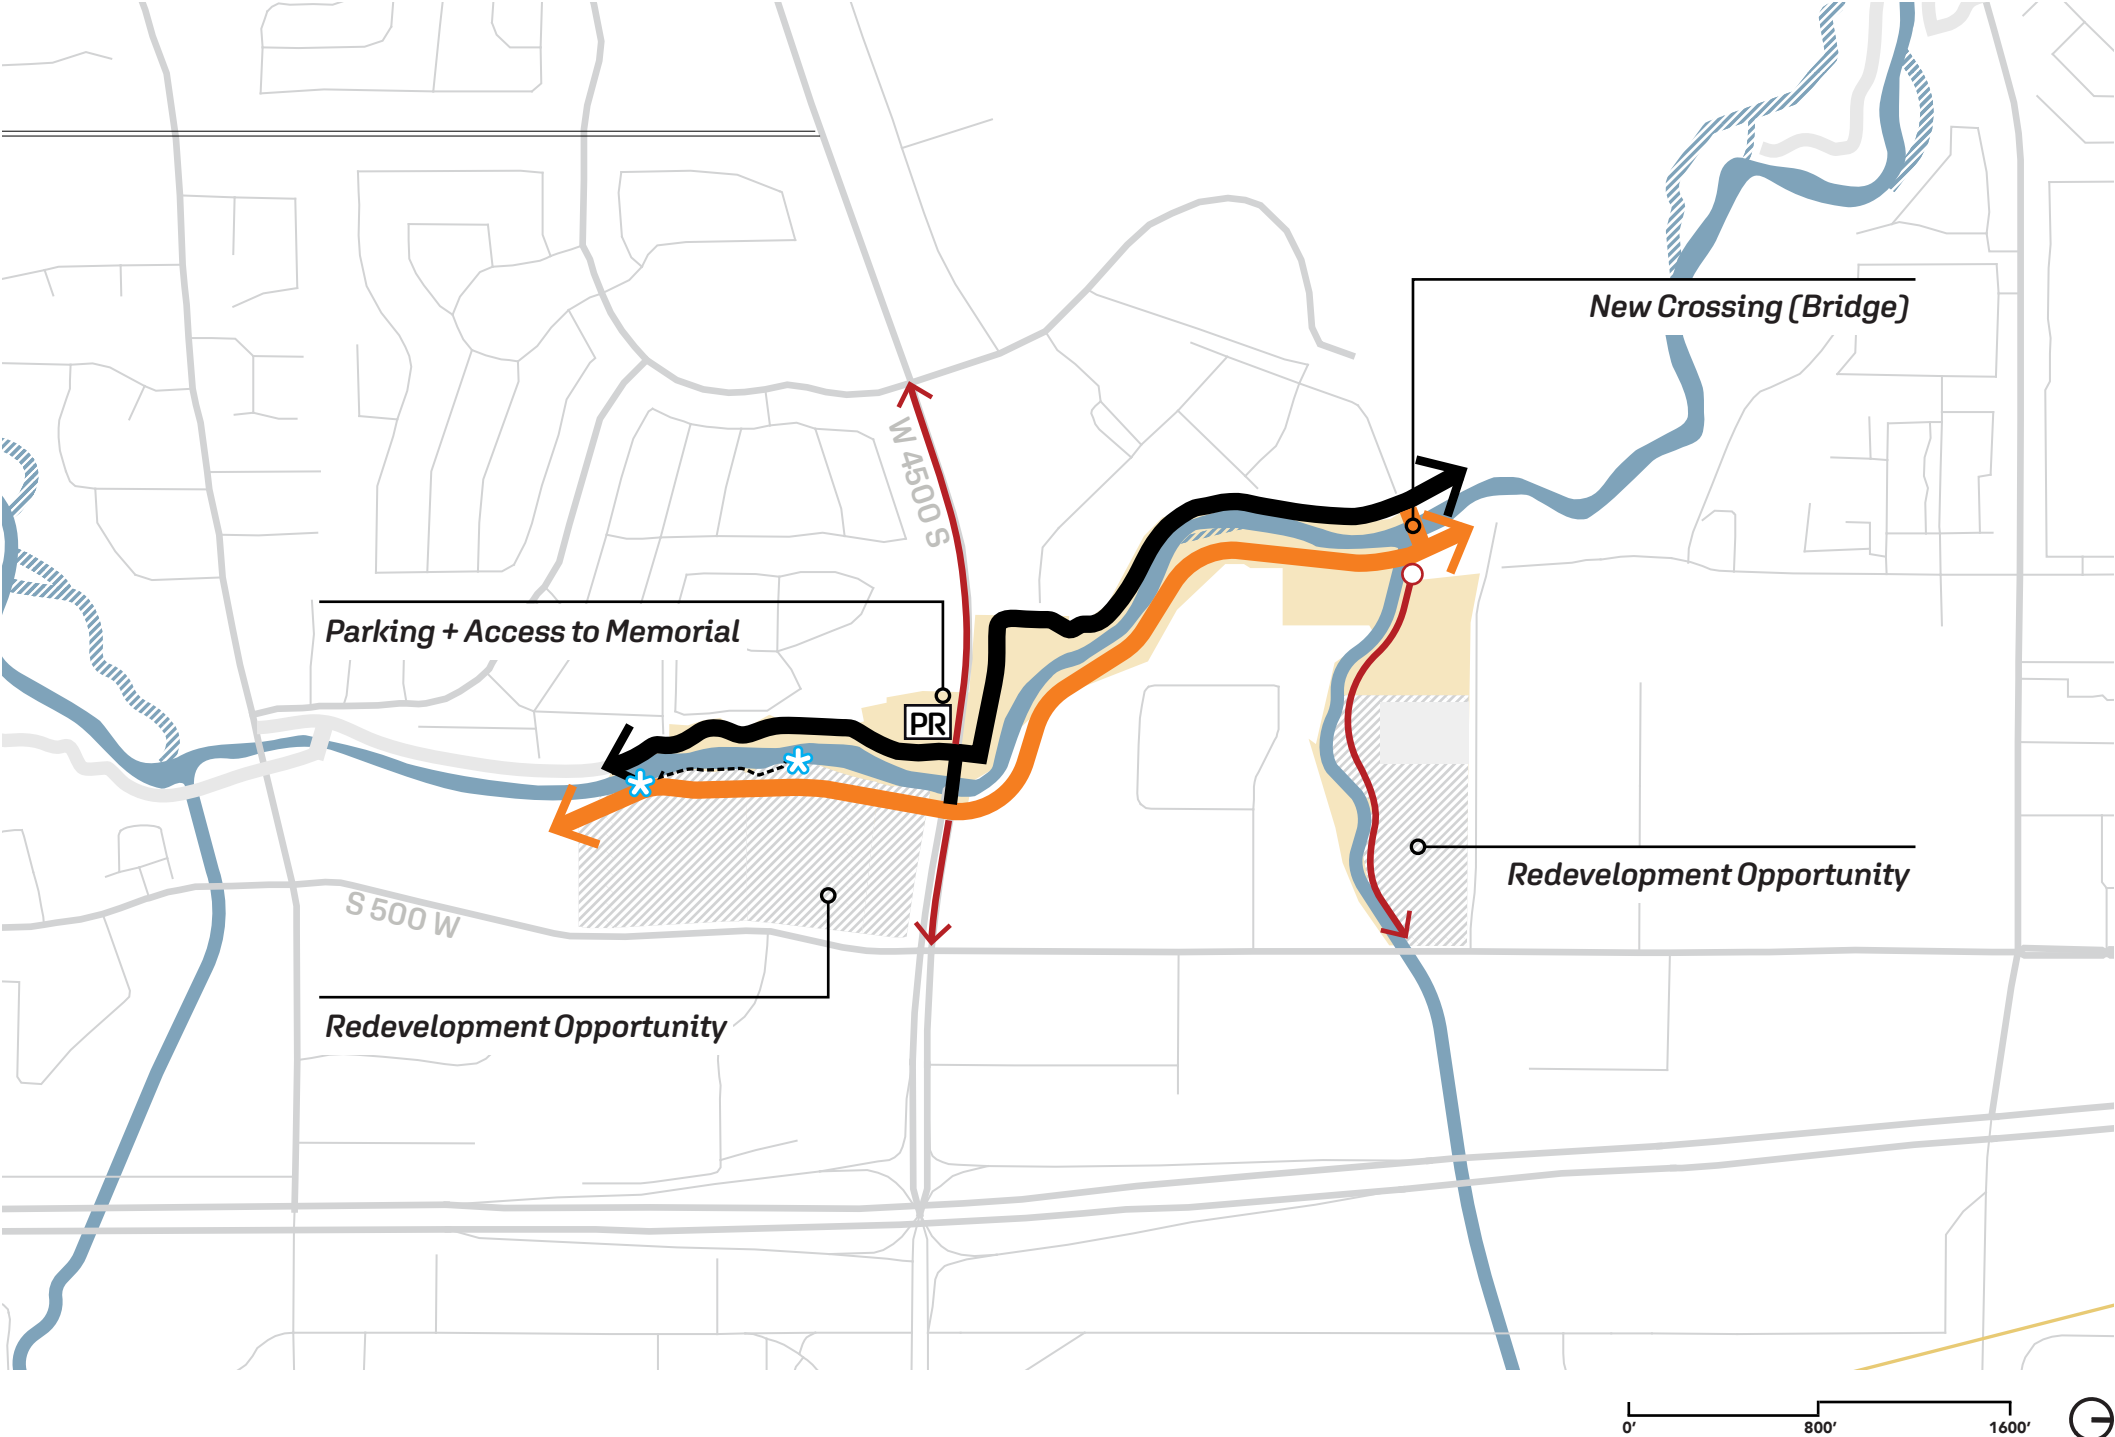 New Crossing (Bridge)
W 4500 S
Parking + Access to Memorial
PR
Redevelopment Opportunity
S 500 W
Redevelopment Opportunity
0' 800' 1600'